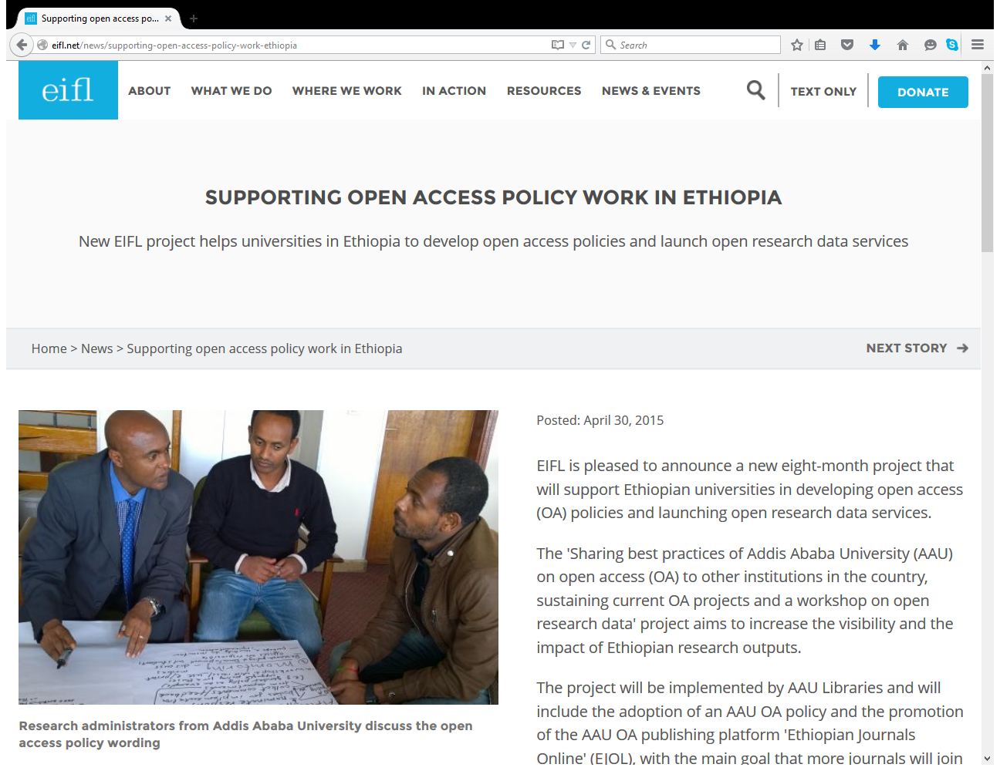 Supporting open access po...
eifl.net/news/supporting-open-access-policy-work-ethiopia
Search
eifl
ABOUT
WHAT WE DO
WHERE WE WORK
IN ACTION
RESOURCES
NEWS & EVENTS
TEXT ONLY
DONATE
SUPPORTING OPEN ACCESS POLICY WORK IN ETHIOPIA
New EIFL project helps universities in Ethiopia to develop open access policies and launch open research data services
Home > News > Supporting open access policy work in Ethiopia
NEXT STORY
Monitoring
Research administrators from Addis Ababa University discuss the open
access policy wording
Posted: April 30, 2015
EIFL is pleased to announce a new eight-month project that
will support Ethiopian universities in developing open access
(OA) policies and launching open research data services.
The 'Sharing best practices of Addis Ababa University (AAU)
on open access (OA) to other institutions in the country,
sustaining current OA projects and a workshop on open
research data' project aims to increase the visibility and the
impact of Ethiopian research outputs.
The project will be implemented by AAU Libraries and will
include the adoption of an AAU OA policy and the promotion
of the AAU OA publishing platform 'Ethiopian Journals
Online' (EJOL), with the main goal that more journals will join